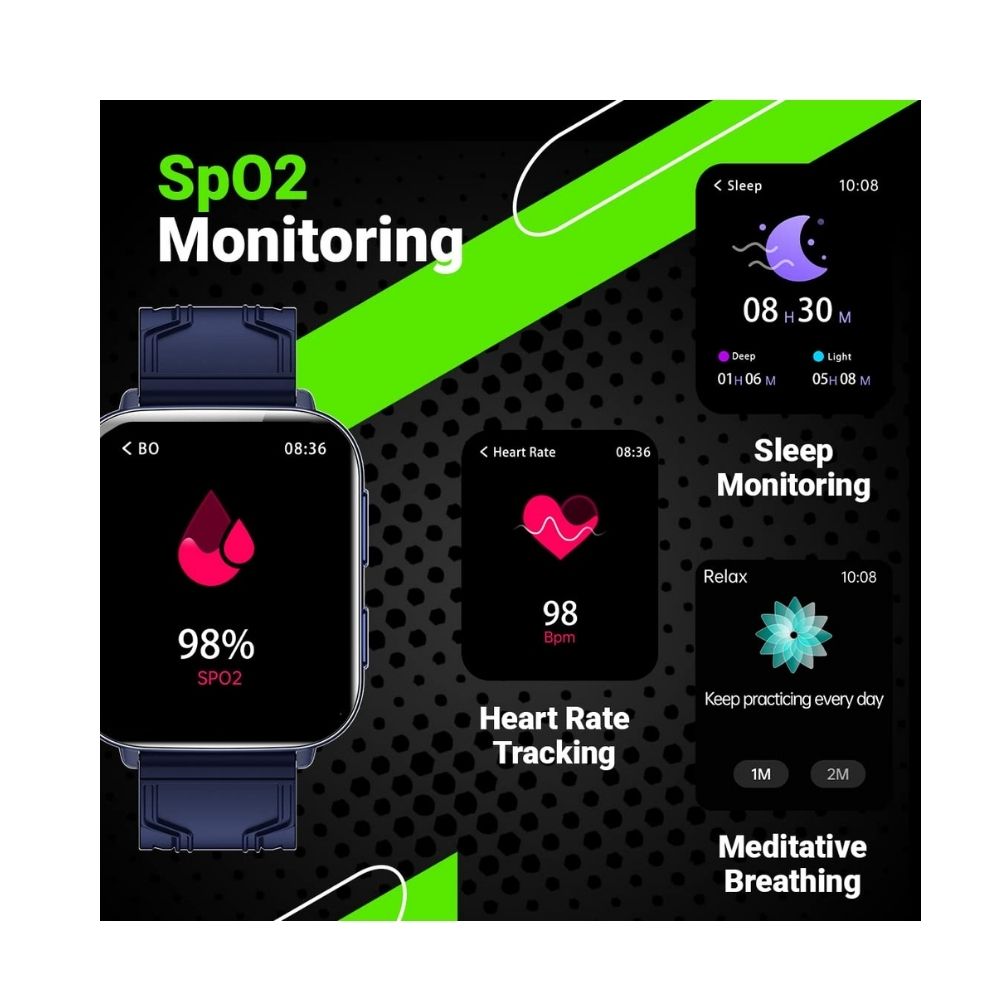 SpO2
Monitoring
< Sleep 10:08
08 H 30 M
Deep Light
01 H 06 M 05 H 08 M
Sleep
Monitoring
< BO 08:36
98%
SPO2
< Heart Rate 08:36
98
Bpm
Heart Rate
Tracking
Relax 10:08
Keep practicing every day
1M 2M
Meditative
Breathing